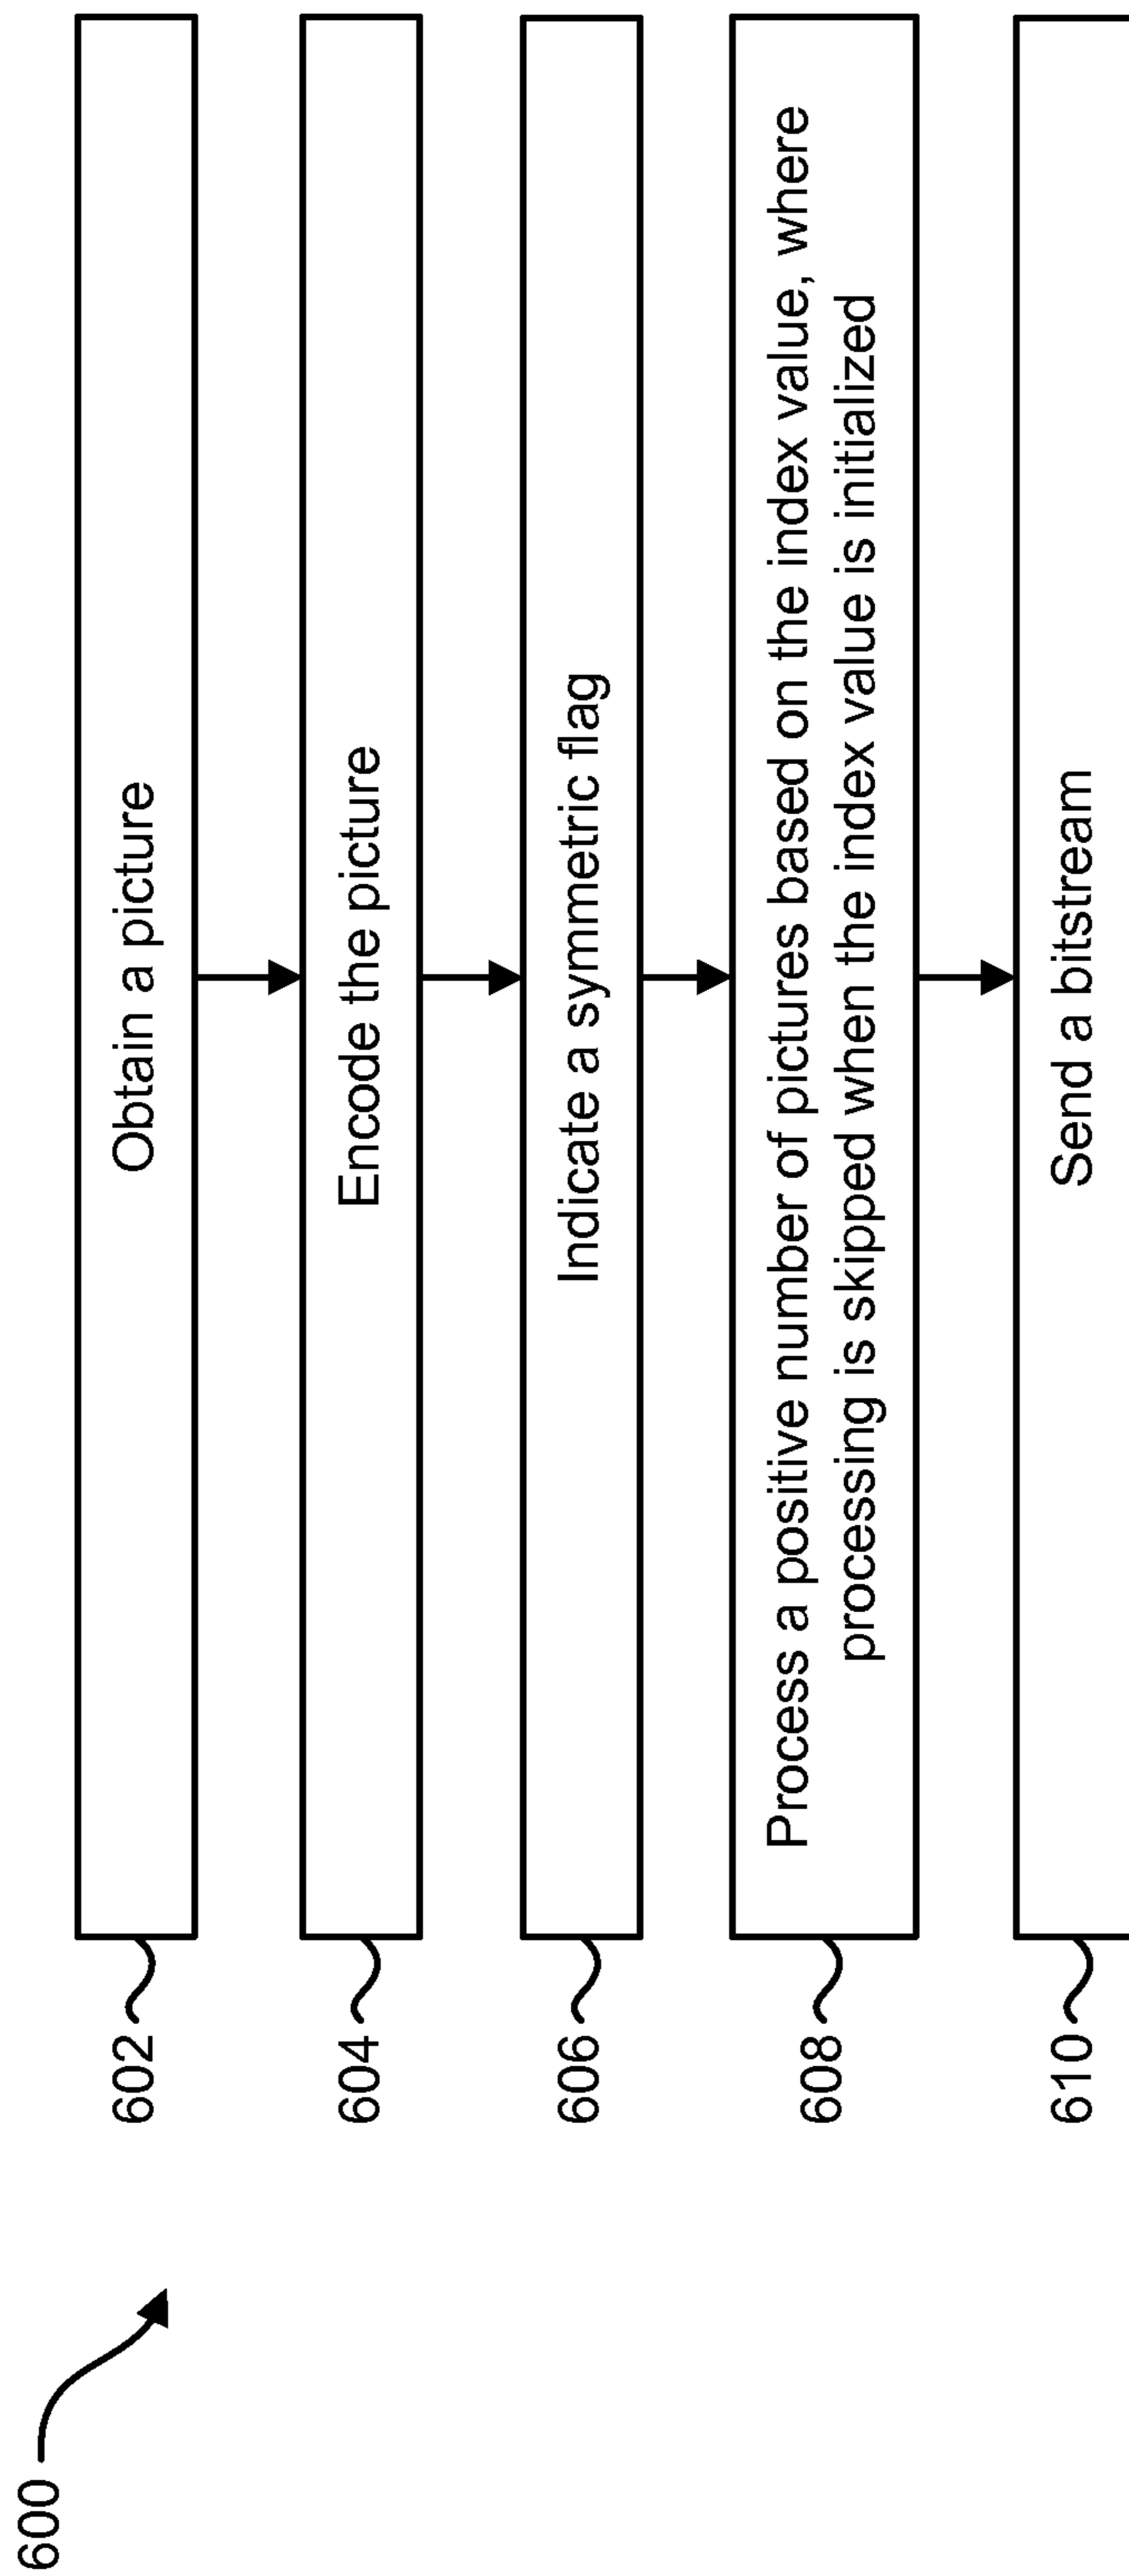 600
602
Obtain a picture
604
Encode the picture
606
Indicate a symmetric flag
608
Process a positive number of pictures based on the index value, where
processing is skipped when the index value is initialized
610
Send a bitstream